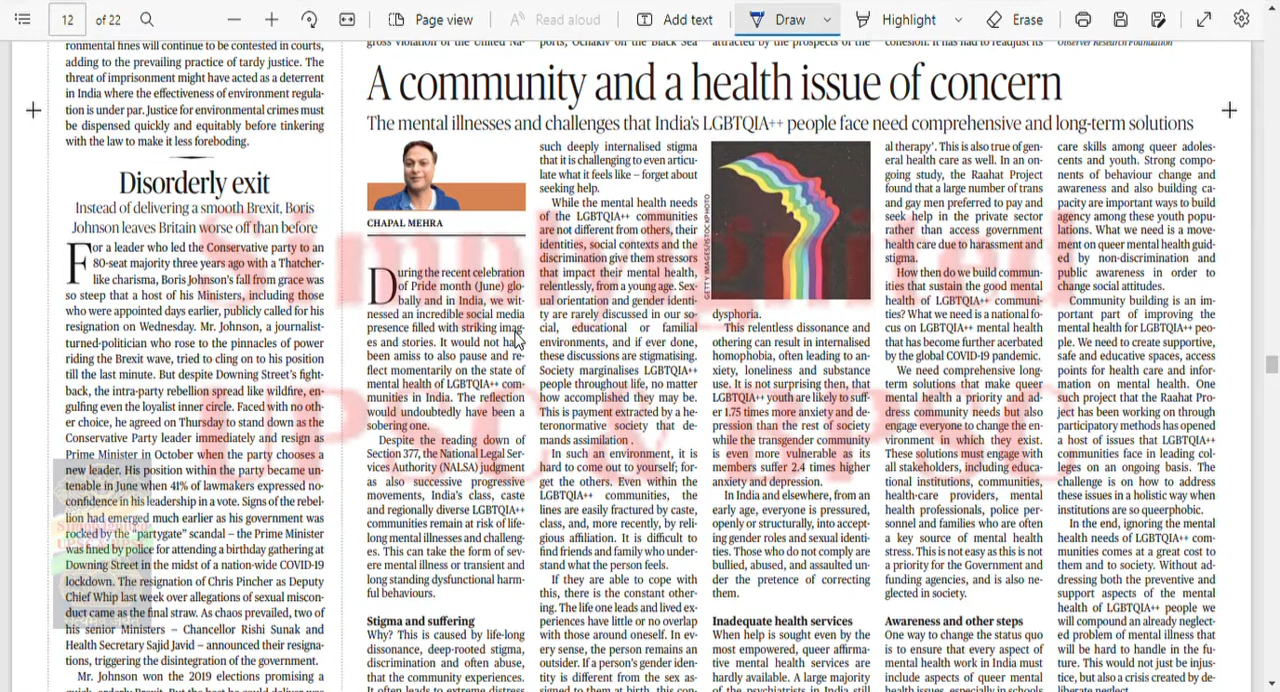 12
of 22
Page view
Read aloud
Add text
Draw
Highlight
Erase
ronmental fines will continue to be contested in courts,
adding to the prevailing practice of tardy justice. The
threat of imprisonment might have acted as a deterrent
in India where the effectiveness of environment regula-
tion is under par. Justice for environmental crimes must
be dispensed quickly and equitably before tinkering
with the law to make it less foreboding.
Disorderly exit
Instead of delivering a smooth Brexit, Boris
Johnson leaves Britain worse off than before
For a leader who led the Conservative party to an
80-seat majority three years ago with a Thatcher-
like charisma, Boris Johnson's fall from grace was
so steep that a host of his Ministers, including those
who were appointed days earlier, publicly called for his
resignation on Wednesday. Mr. Johnson, a journalist-
turned-politician who rose to the pinnacles of power
riding the Brexit wave, tried to cling on to his position
till the last minute. But despite Downing Street's fight-
back, the intra-party rebellion spread like wildfire, en-
gulfing even the loyalist inner circle. Faced with no oth-
er choice, he agreed on Thursday to stand down as the
Conservative Party leader immediately and resign as
Prime Minister in October when the party chooses a
new leader. His position within the party became un-
tenable in June when 41% of lawmakers expressed no-
confidence in his leadership in a vote. Signs of the rebel-
lion had emerged much earlier as his government was
rocked by the “partygate” scandal – the Prime Minister
was fined by police for attending a birthday gathering at
Downing Street in the midst of a nation-wide COVID-19
lockdown. The resignation of Chris Pincher as Deputy
Chief Whip last week over allegations of sexual miscon-
duct came as the final straw. As chaos prevailed, two of
his senior Ministers – Chancellor Rishi Sunak and
Health Secretary Sajid Javid – announced their resigna-
tions, triggering the disintegration of the government.
Mr. Johnson won the 2019 elections promising a
gross violation of the United Na-
ports, Ochakiv on the Black Sea
attracted by the prospects of the
cohesion. It has had to readjust its
Observer Research Foundation
A community and a health issue of concern
The mental illnesses and challenges that India's LGBTQIA++ people face need comprehensive and long-term solutions
CHAPAL MEHRA
During the recent celebration
of Pride month (June) glo-
bally and in India, we wit-
nessed an incredible social media
presence filled with striking imag-
es and stories. It would not ha
been amiss to also pause and re-
flect momentarily on the state of
mental health of LGBTQIA++ com-
munities in India. The reflection
would undoubtedly have been a
sobering one.
Despite the reading down of
Section 377, the National Legal Ser-
vices Authority (NALSA) judgment
as also successive progressive
movements, India's class, caste
and regionally diverse LGBTQIA++
communities remain at risk of life-
long mental illnesses and challeng-
es. This can take the form of sev-
ere mental illness or transient and
long standing dysfunctional harm-
ful behaviours.
Stigma and suffering
Why? This is caused by life-long
dissonance, deep-rooted stigma,
discrimination and often abuse,
that the community experiences.
It often leads to extreme distress
such deeply internalised stigma
that it is challenging to even articu-
late what it feels like – forget about
seeking help.
While the mental health needs
of the LGBTQIA++ communities
are not different from others, their
identities, social contexts and the
discrimination give them stressors
that impact their mental health,
relentlessly, from a young age. Sex-
ual orientation and gender identi-
ty are rarely discussed in our so-
cial, educational or familial
environments, and if ever done,
these discussions are stigmatising.
Society marginalises LGBTQIA++
people throughout life, no matter
how accomplished they may be.
This is payment extracted by a he-
teronormative society that de-
mands assimilation .
In such an environment, it is
hard to come out to yourself; for-
get the others. Even within the
LGBTQIA++ communities, the
lines are easily fractured by caste,
class, and, more recently, by reli-
gious affiliation. It is difficult to
find friends and family who under-
stand what the person feels.
If they are able to cope with
this, there is the constant other-
ing. The life one leads and lived ex-
periences have little or no overlap
with those around oneself. In ev-
ery sense, the person remains an
outsider. If a person's gender iden-
tity is different from the sex as-
signed to them at birth, this con-
GETTY IMAGES/ISTOCKPHOTO
dysphoria.
This relentless dissonance and
othering can result in internalised
homophobia, often leading to an-
xiety, loneliness and substance
use. It is not surprising then, that
LGBTQIA++ youth are likely to suff-
er 1.75 times more anxiety and de-
pression than the rest of society
while the transgender community
is even more vulnerable as its
members suffer 2.4 times higher
anxiety and depression.
In India and elsewhere, from an
early age, everyone is pressured,
openly or structurally, into accept-
ing gender roles and sexual identi-
ties. Those who do not comply are
bullied, abused, and assaulted un-
der the pretence of correcting
them.
Inadequate health services
When help is sought even by the
most empowered, queer affirma-
tive mental health services are
hardly available. A large majority
of the psychiatrists in India still
al therapy'. This is also true of gen-
eral health care as well. In an on-
going study, the Raahat Project
found that a large number of trans
and gay men preferred to pay and
seek help in the private sector
rather than access government
health care due to harassment and
stigma.
How then do we build commun-
ities that sustain the good mental
health of LGBTQIA++ communi-
ties? What we need is a national fo-
cus on LGBTQIA++ mental health
that has become further acerbated
by the global COVID-19 pandemic.
We need comprehensive long-
term solutions that make queer
mental health a priority and ad-
dress community needs but also
engage everyone to change the en-
vironment in which they exist.
These solutions must engage with
all stakeholders, including educa-
tional institutions, communities,
health-care providers, mental
health professionals, police per-
sonnel and families who are often
a key source of mental health
stress. This is not easy as this is not
a priority for the Government and
funding agencies, and is also ne-
glected in society.
Awareness and other steps
One way to change the status quo
is to ensure that every aspect of
mental health work in India must
include aspects of queer mental
health issues, especially in schools
care skills among queer adoles-
cents and youth. Strong compo-
nents of behaviour change and
awareness and also building ca-
pacity are important ways to build
agency among these youth popu-
lations. What we need is a move-
ment on queer mental health guid-
ed by non-discrimination and
public awareness in order to
change social attitudes.
Community building is an im-
portant part of improving the
mental health for LGBTQIA++ peo-
ple. We need to create supportive,
safe and educative spaces, access
points for health care and infor-
mation on mental health. One
such project that the Raahat Pro-
ject has been working on through
participatory methods has opened
a host of issues that LGBTQIA++
communities face in leading col-
leges on an ongoing basis. The
challenge is on how to address
these issues in a holistic way when
institutions are so queerphobic.
In the end, ignoring the mental
health needs of LGBTQIA++ com-
munities comes at a great cost to
them and to society. Without ad-
dressing both the preventive and
support aspects of the mental
health of LGBTQIA++ people we
will compound an already neglect-
ed problem of mental illness that
will be hard to handle in the fu-
ture. This would not just be injus-
tice, but also a crisis created by de-
liberate neglect.